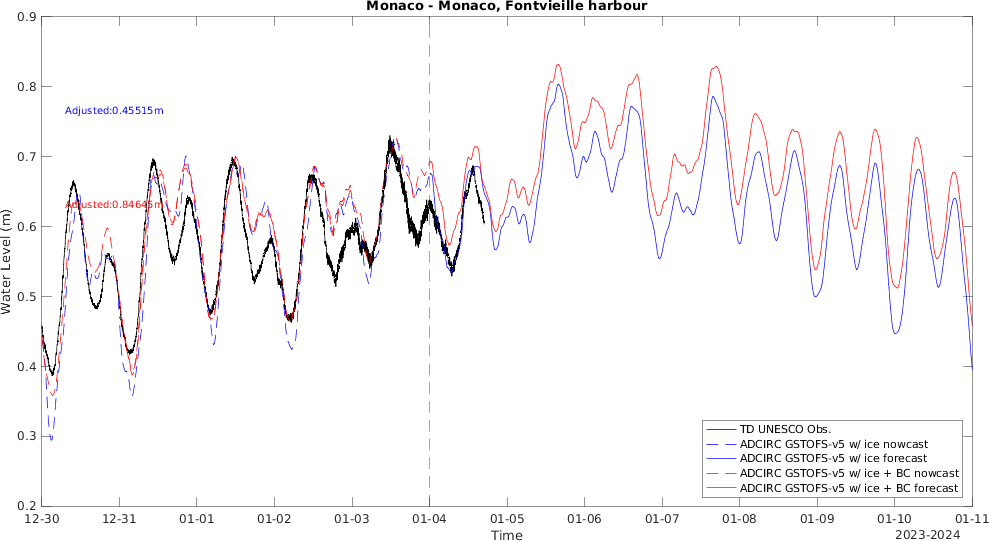 Monaco - Monaco, Fontvieille harbour
0.9
0.8
0.7
0.6
0.5
0.4
0.3
0.2
Water Level (m)
Adjusted:0.45515m
Adjusted:0.84645m
TD UNESCO Obs.
ADCIRC GSTOFS-v5 w/ ice nowcast
ADCIRC GSTOFS-v5 w/ ice forecast
ADCIRC GSTOFS-v5 w/ ice + BC nowcast
ADCIRC GSTOFS-v5 w/ ice + BC forecast
12-30 12-31 01-01 01-02 01-03 01-04 01-05 01-06 01-07 01-08 01-09 01-10 01-11
Time
2023-2024